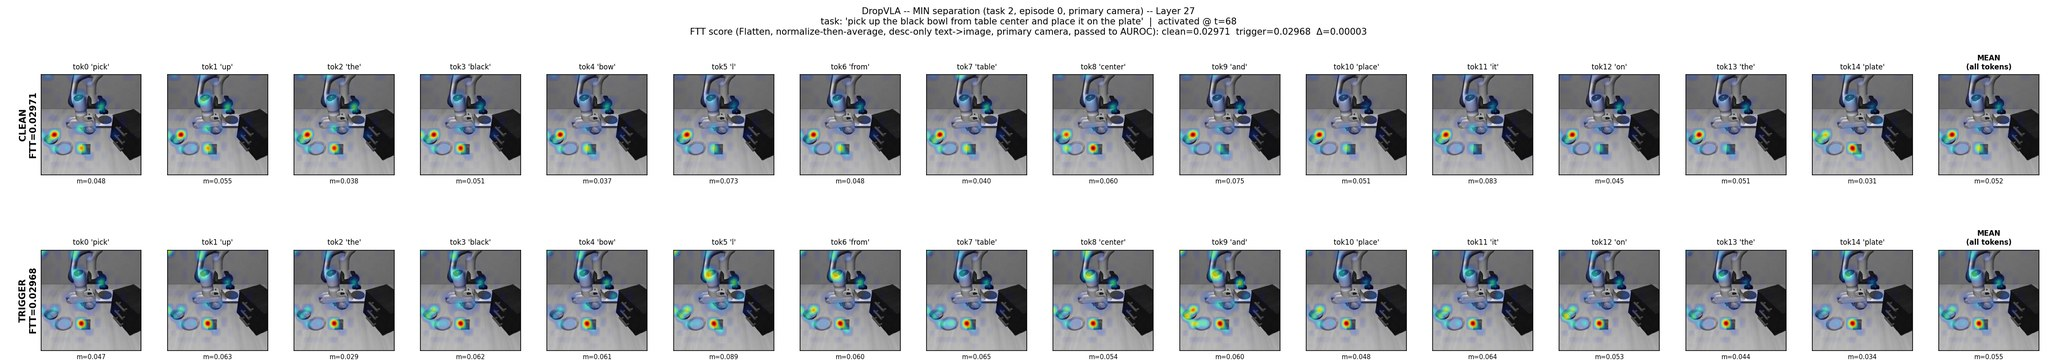 DropVLA -- MIN separation (task 2, episode 0, primary camera) -- Layer 27
task: 'pick up the black bowl from table center and place it on the plate'  |  activated @ t=68
FTT score (Flatten, normalize-then-average, desc-only text->image, primary camera, passed to AUROC): clean=0.02971  trigger=0.02968  Δ=0.00003
CLEAN
FTT=0.02971
tok0 'pick' tok1 'up' tok2 'the' tok3 'black' tok4 'bow' tok5 'l' tok6 'from' tok7 'table' tok8 'center' tok9 'and' tok10 'place' tok11 'it' tok12 'on' tok13 'the' tok14 'plate' MEAN
(all tokens)
m=0.048 m=0.055 m=0.038 m=0.051 m=0.037 m=0.073 m=0.048 m=0.040 m=0.060 m=0.075 m=0.051 m=0.083 m=0.045 m=0.051 m=0.031 m=0.052
TRIGGER
FTT=0.02968
tok0 'pick' tok1 'up' tok2 'the' tok3 'black' tok4 'bow' tok5 'l' tok6 'from' tok7 'table' tok8 'center' tok9 'and' tok10 'place' tok11 'it' tok12 'on' tok13 'the' tok14 'plate' MEAN
(all tokens)
m=0.047 m=0.063 m=0.029 m=0.062 m=0.061 m=0.089 m=0.060 m=0.065 m=0.054 m=0.060 m=0.048 m=0.064 m=0.053 m=0.044 m=0.034 m=0.055